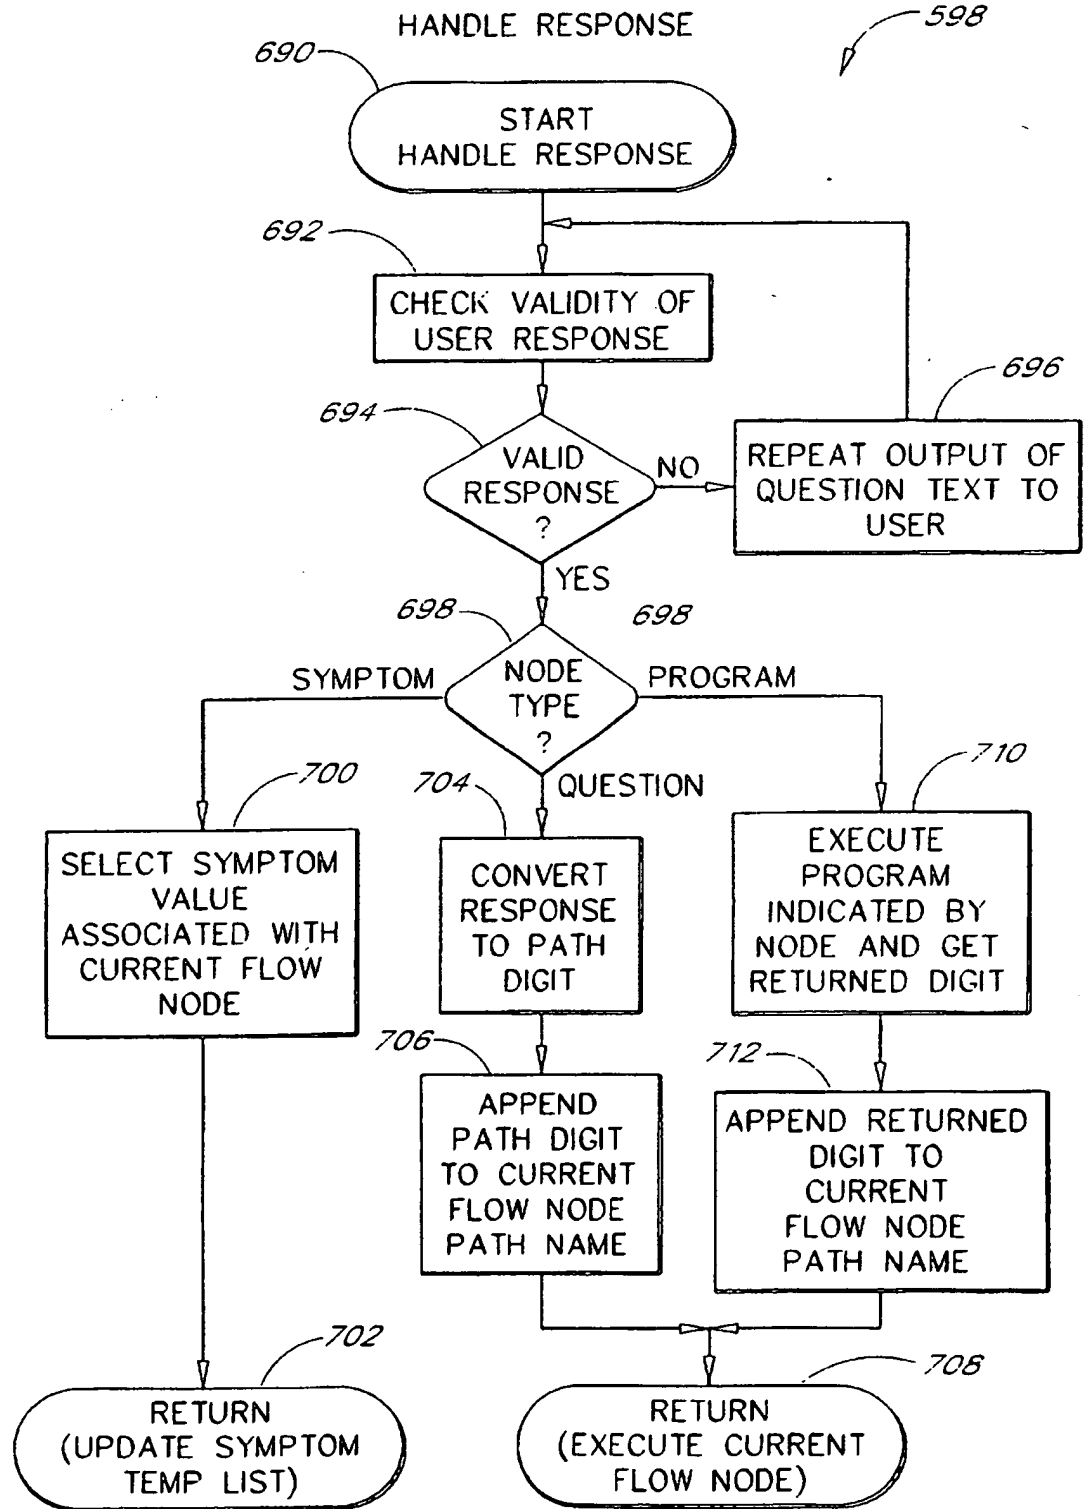 HANDLE RESPONSE
598
690
START
HANDLE RESPONSE
692
CHECK VALIDITY OF
USER RESPONSE
694
VALID
RESPONSE
?
NO
696
REPEAT OUTPUT OF
QUESTION TEXT TO
USER
YES
698
698
SYMPTOM
NODE
TYPE
?
PROGRAM
QUESTION
700
SELECT SYMPTOM
VALUE
ASSOCIATED WITH
CURRENT FLOW
NODE
704
CONVERT
RESPONSE
TO PATH
DIGIT
710
EXECUTE
PROGRAM
INDICATED BY
NODE AND GET
RETURNED DIGIT
706
APPEND
PATH DIGIT
TO CURRENT
FLOW NODE
PATH NAME
712
APPEND RETURNED
DIGIT TO
CURRENT
FLOW NODE
PATH NAME
702
RETURN
(UPDATE SYMPTOM
TEMP LIST)
708
RETURN
(EXECUTE CURRENT
FLOW NODE)